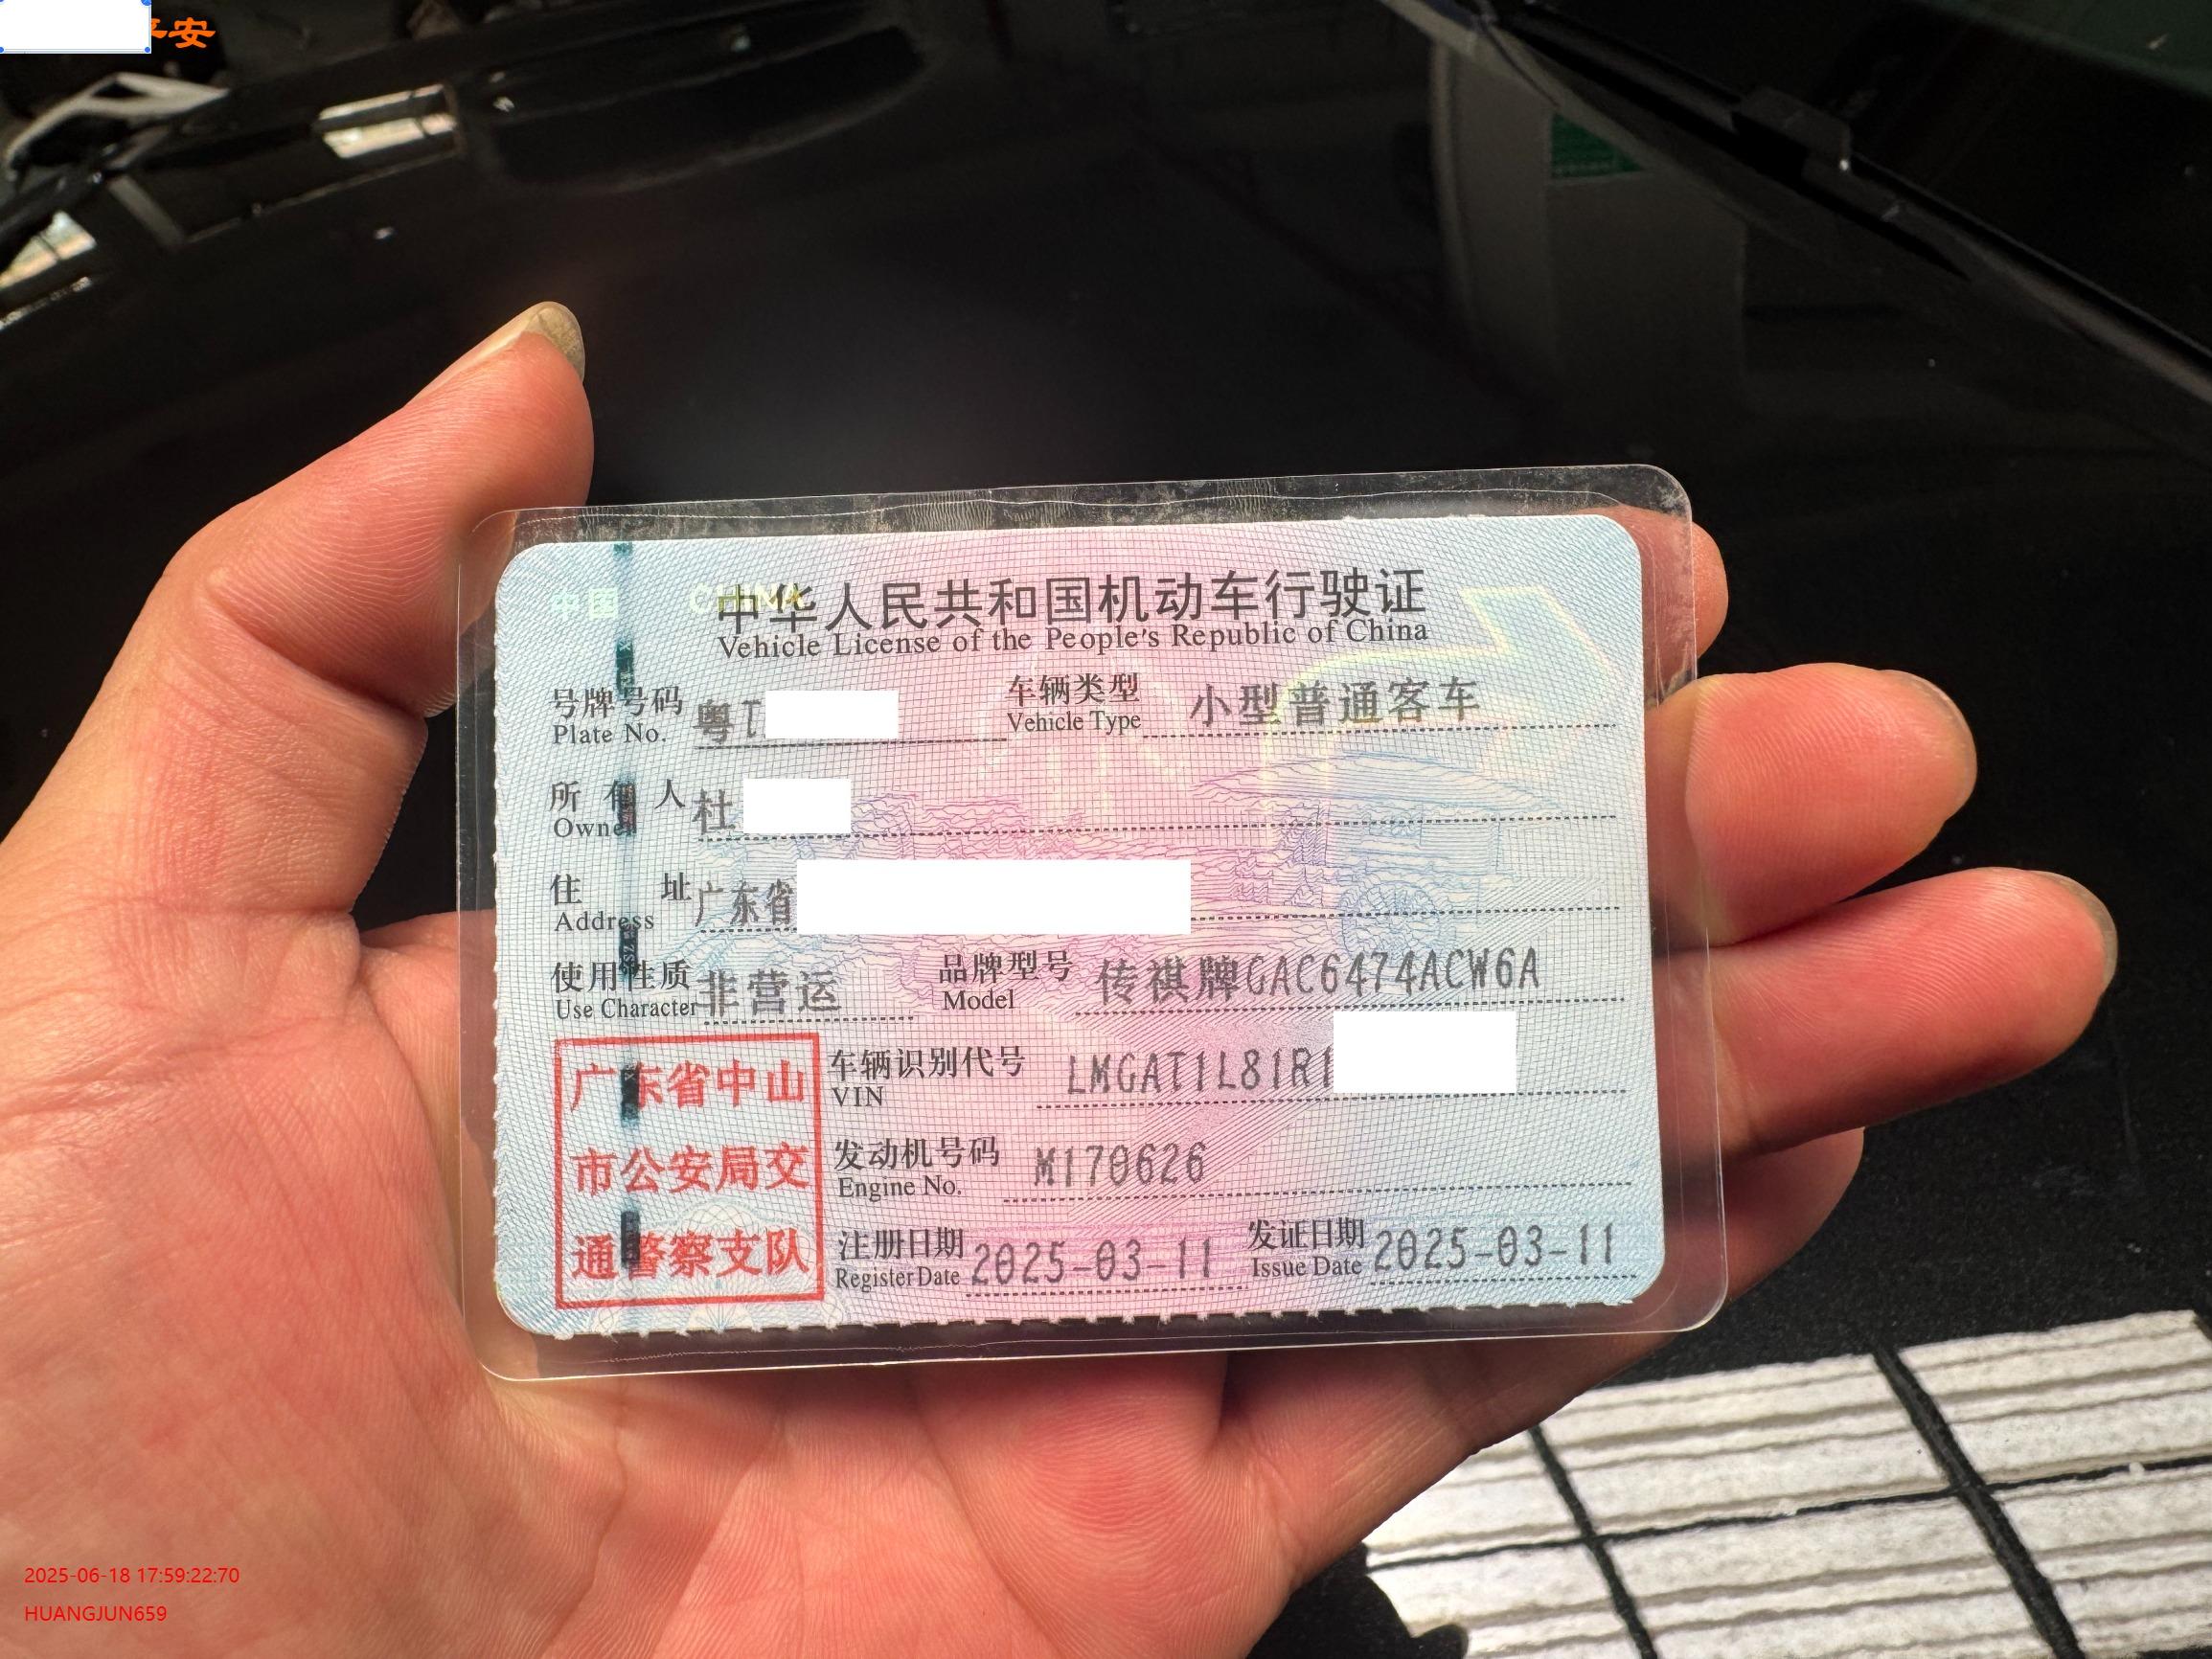 安
中国 CHINA
中华人民共和国机动车行驶证
Vehicle License of the People's Republic of China
号牌号码 粤T 车辆类型 小型普通客车
Plate No. Vehicle Type
所有人 杜
Owner
住址 广东省
Address
使用性质 非营运 品牌型号 传祺牌GAC6474ACW6A
Use Character Model
广东省中山
市公安局交
通警察支队
车辆识别代号 LMGAT1L81R1
VIN
发动机号码 M170626
Engine No.
注册日期 2025-03-11 发证日期 2025-03-11
Register Date Issue Date
2025-06-18 17:59:22:70
HUANGJUN659